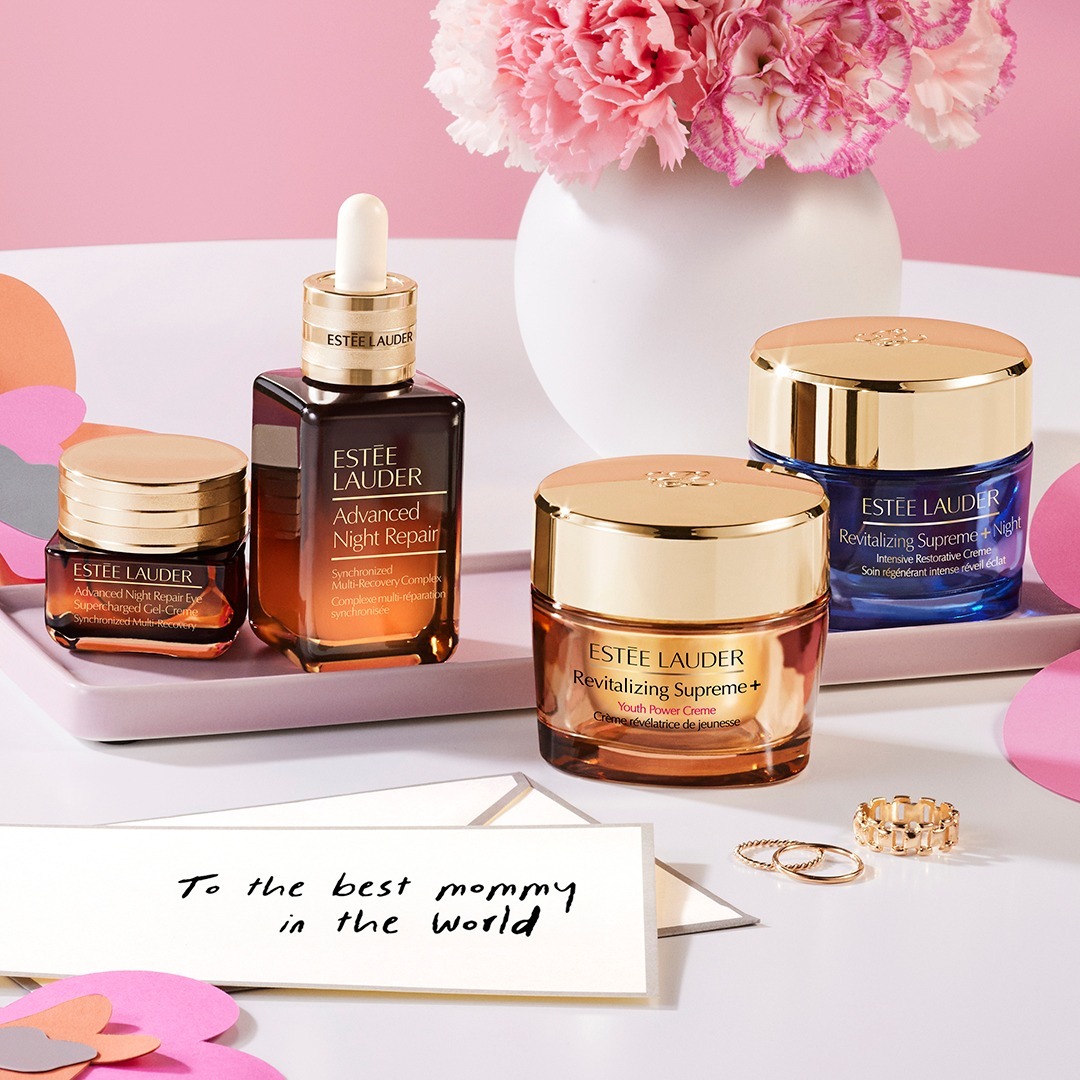 ESTĒE LAUDER
ESTĒE
LAUDER
Advanced
Night Repair
Synchronized
Multi-Recovery Complex
Complexe multi-réparation
synchronisée
ESTĒE LAUDER
Advanced Night Repair Eye
Supercharged Gel-Creme
Synchronized Multi-Recovery
ESTĒE LAUDER
Revitalizing Supreme+ Night
Intensive Restorative Creme
Soin régénérant intense réveil éclat
ESTĒE LAUDER
Revitalizing Supreme+
Youth Power Creme
Crème révélatrice de jeunesse
To the best mommy
in the world